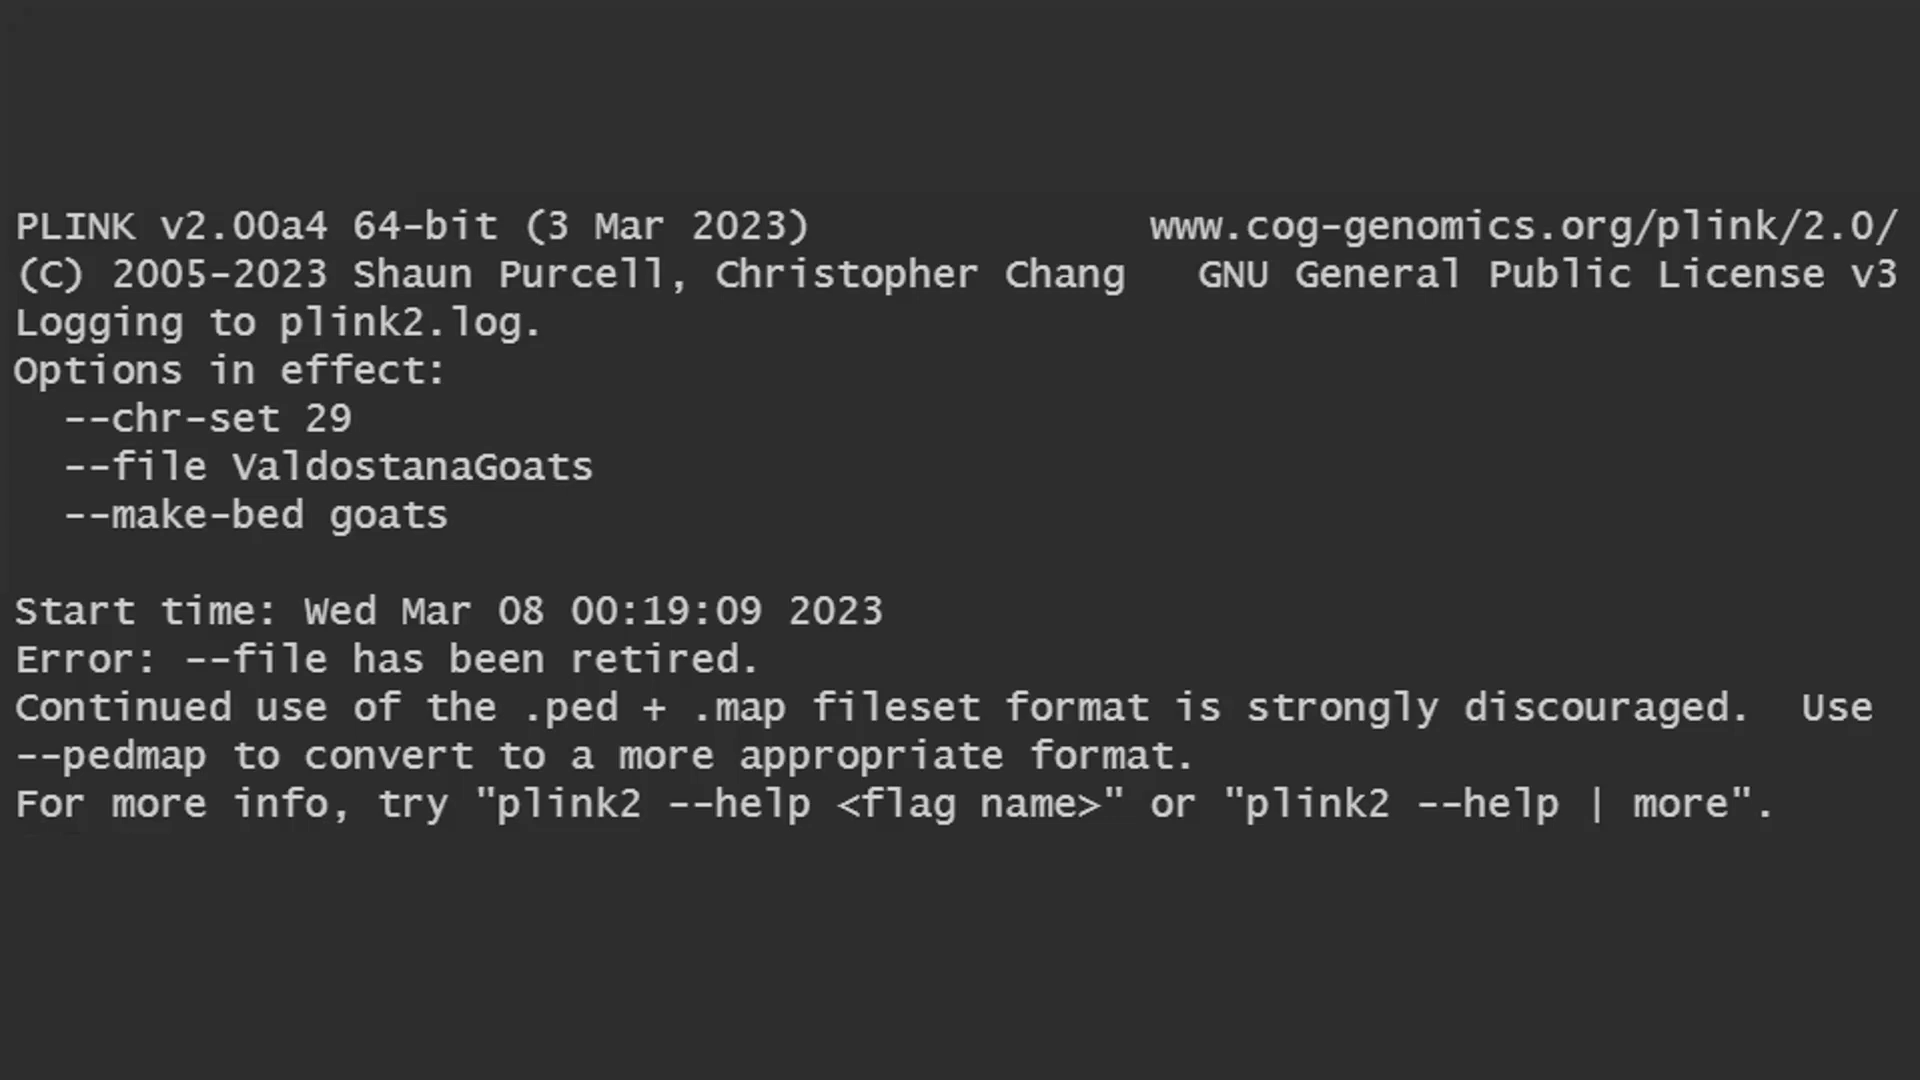 PLINK v2.00a4 64-bit (3 Mar 2023) www.cog-genomics.org/plink/2.0/
(C) 2005-2023 Shaun Purcell, Christopher Chang GNU General Public License v3
Logging to plink2.log.
Options in effect:
--chr-set 29
--file ValdostanaGoats
--make-bed goats
Start time: Wed Mar 08 00:19:09 2023
Error: --file has been retired.
Continued use of the .ped + .map fileset format is strongly discouraged. Use
--pedmap to convert to a more appropriate format.
For more info, try "plink2 --help <flag name>" or "plink2 --help | more".